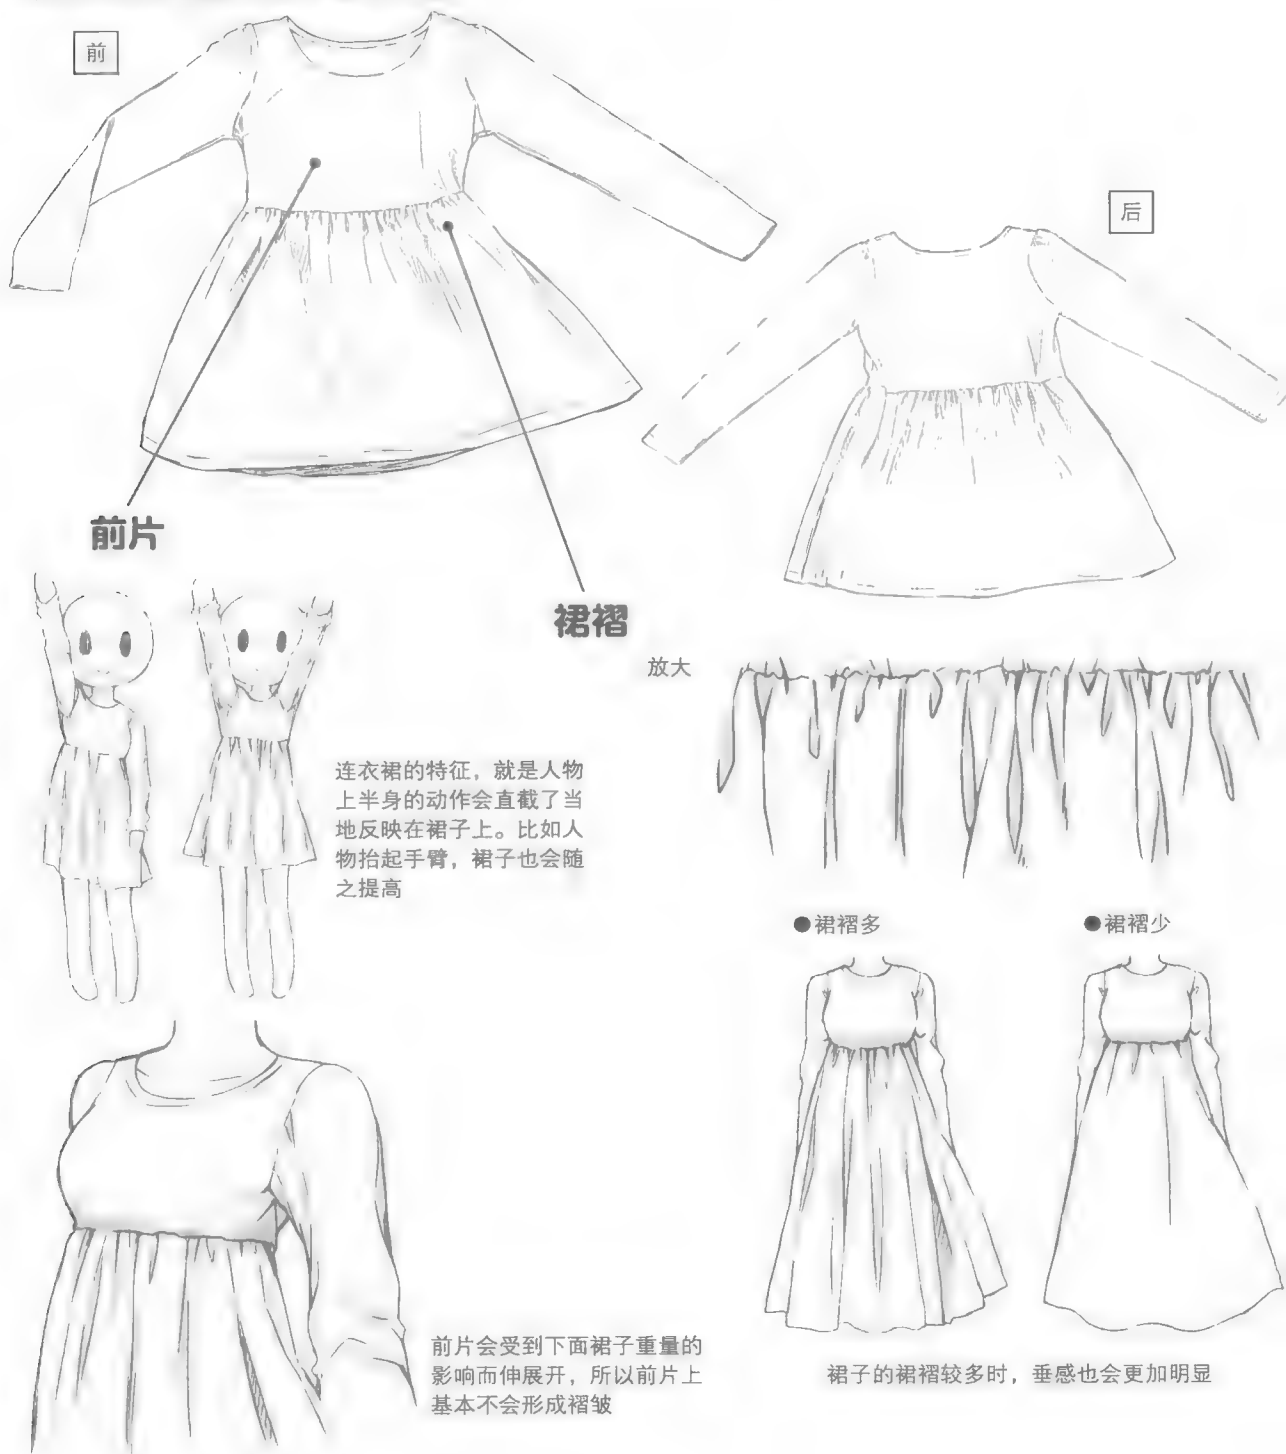 前
后
前片
裙褶
放大
连衣裙的特征，就是人物
上半身的动作会直截了当
地反映在裙子上。比如人
物抬起手臂，裙子也会随
之提高
●裙褶多
●裙褶少
前片会受到下面裙子重量的
影响而伸展开，所以前片上
基本不会形成褶皱
裙子的裙褶较多时，垂感也会更加明显